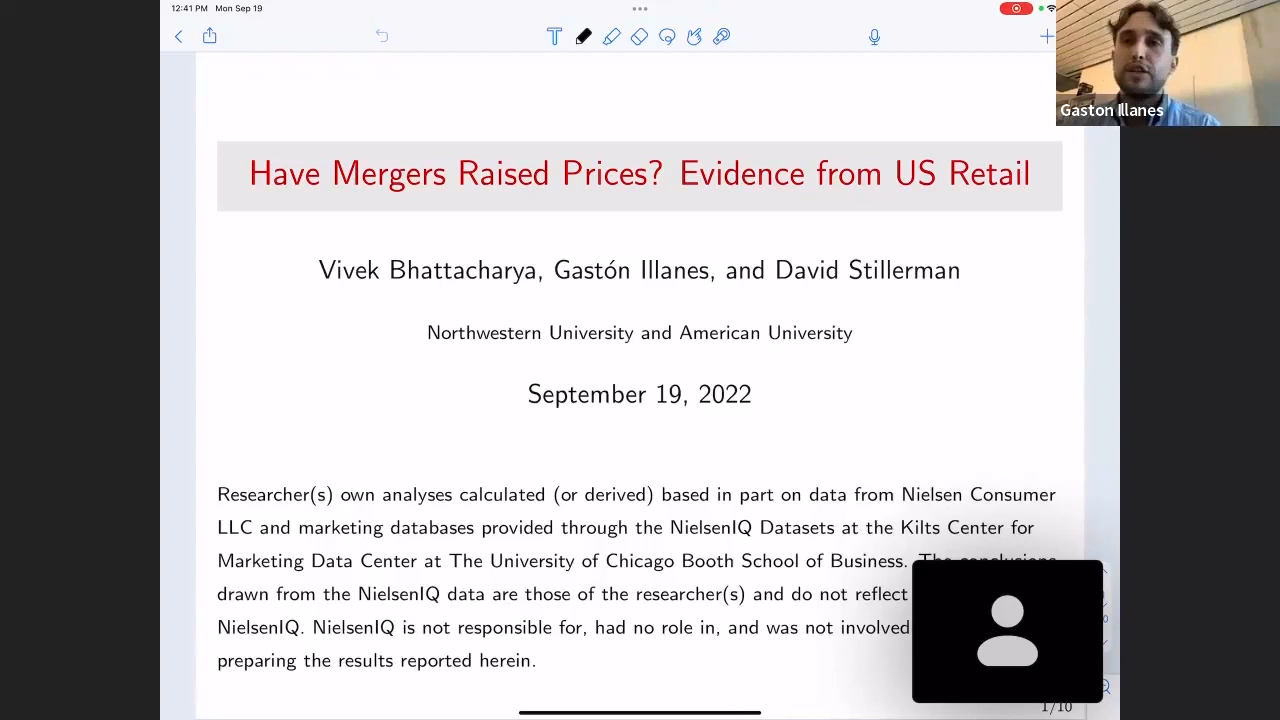 12:41 PM Mon Sep 19
Gaston Illanes
Have Mergers Raised Prices? Evidence from US Retail
Vivek Bhattacharya, Gastón Illanes, and David Stillerman
Northwestern University and American University
September 19, 2022
Researcher(s) own analyses calculated (or derived) based in part on data from Nielsen Consumer
LLC and marketing databases provided through the NielsenIQ Datasets at the Kilts Center for
Marketing Data Center at The University of Chicago Booth School of Business. The conclusions
drawn from the NielsenIQ data are those of the researcher(s) and do not reflect
NielsenIQ. NielsenIQ is not responsible for, had no role in, and was not involved
preparing the results reported herein.
1/10